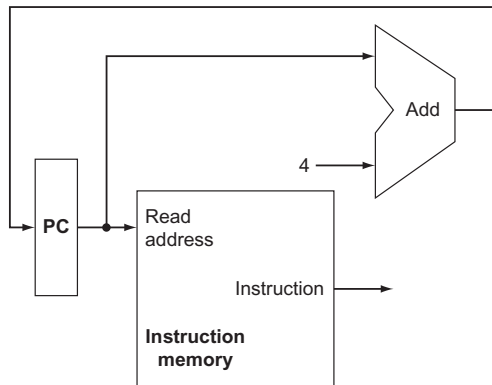 Add
4
PC
Read
address
Instruction
Instruction
memory